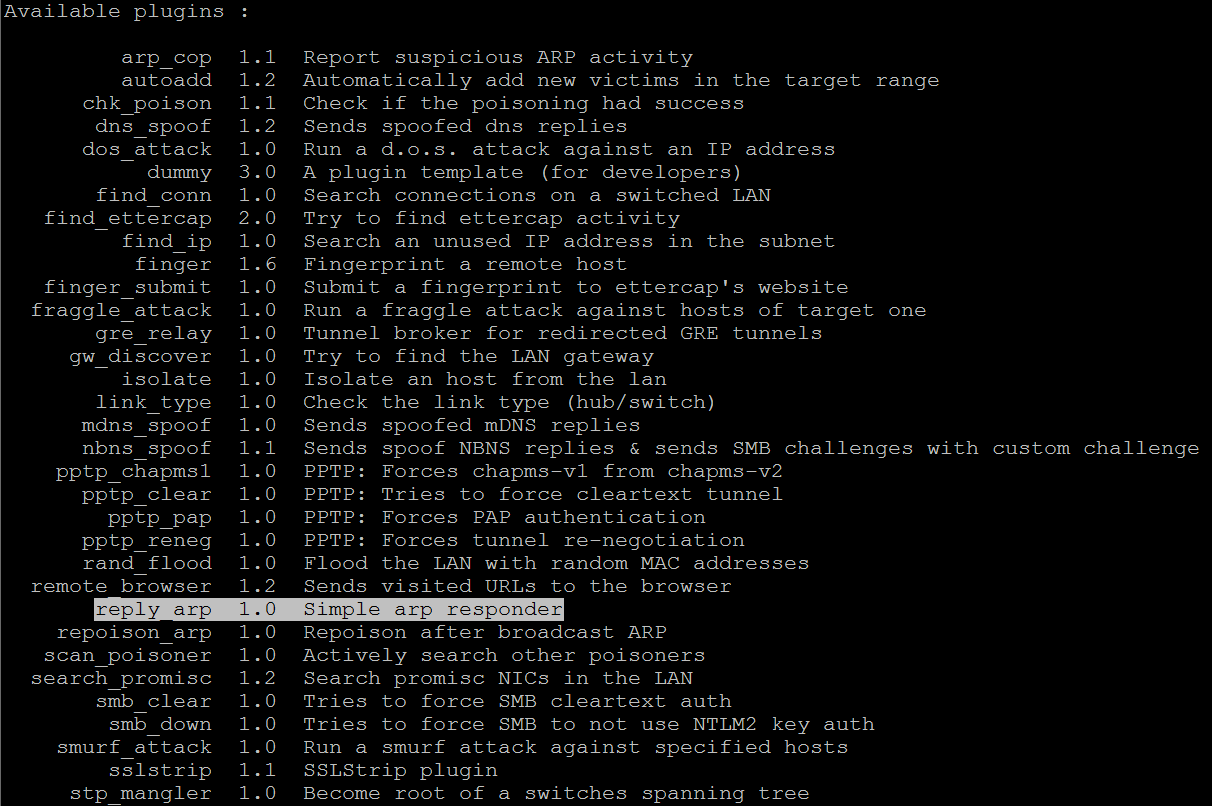 Available plugins :
arp_cop 1.1 Report suspicious ARP activity
autoadd 1.2 Automatically add new victims in the target range
chk_poison 1.1 Check if the poisoning had success
dns_spoof 1.2 Sends spoofed dns replies
dos_attack 1.0 Run a d.o.s. attack against an IP address
dummy 3.0 A plugin template (for developers)
find_conn 1.0 Search connections on a switched LAN
find_ettercap 2.0 Try to find ettercap activity
find_ip 1.0 Search an unused IP address in the subnet
finger 1.6 Fingerprint a remote host
finger_submit 1.0 Submit a fingerprint to ettercap's website
fraggle_attack 1.0 Run a fraggle attack against hosts of target one
gre_relay 1.0 Tunnel broker for redirected GRE tunnels
gw_discover 1.0 Try to find the LAN gateway
isolate 1.0 Isolate an host from the lan
link_type 1.0 Check the link type (hub/switch)
mdns_spoof 1.0 Sends spoofed mDNS replies
nbns_spoof 1.1 Sends spoof NBNS replies & sends SMB challenges with custom challenge
pptp_chapms1 1.0 PPTP: Forces chapms-v1 from chapms-v2
pptp_clear 1.0 PPTP: Tries to force cleartext tunnel
pptp_pap 1.0 PPTP: Forces PAP authentication
pptp_reneg 1.0 PPTP: Forces tunnel re-negotiation
rand_flood 1.0 Flood the LAN with random MAC addresses
remote_browser 1.2 Sends visited URLs to the browser
reply_arp 1.0 Simple arp responder
repoison_arp 1.0 Repoison after broadcast ARP
scan_poisoner 1.0 Actively search other poisoners
search_promisc 1.2 Search promisc NICs in the LAN
smb_clear 1.0 Tries to force SMB cleartext auth
smb_down 1.0 Tries to force SMB to not use NTLM2 key auth
smurf_attack 1.0 Run a smurf attack against specified hosts
sslstrip 1.1 SSLStrip plugin
stp_mangler 1.0 Become root of a switches spanning tree